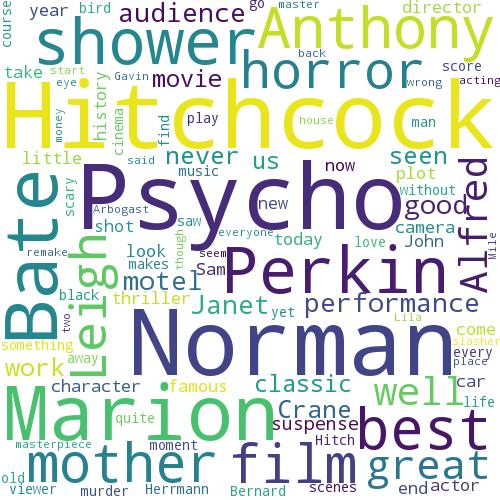 course
year
bird
go
master
director
audience
Anthony
shower
back
score
take
eye
start
Gavin
movie
horror
wrong
acting
history
cinema
Hitchcock
money
said
find
play
house
man
little
never
us
now
seen
plot
scary
Psycho
music
without
Bate
Arbogast
new
good
Alfred
shot
though
saw
everyone
camera
remake
Leigh
look
today
love
John
Mile
makes
motel
Sam
seem
Perkin
black
thriller
Janet
yet
performance
two
Norman
Lila
come
something
slasher
away
every
place
work
character
famous
classic
car
Marion
well
life
quite
Crane
suspense
best
masterpiece
moment
Hitch
mother
film
great
old
viewer
murder
Herrmann
Bernard
scenes
end
actor